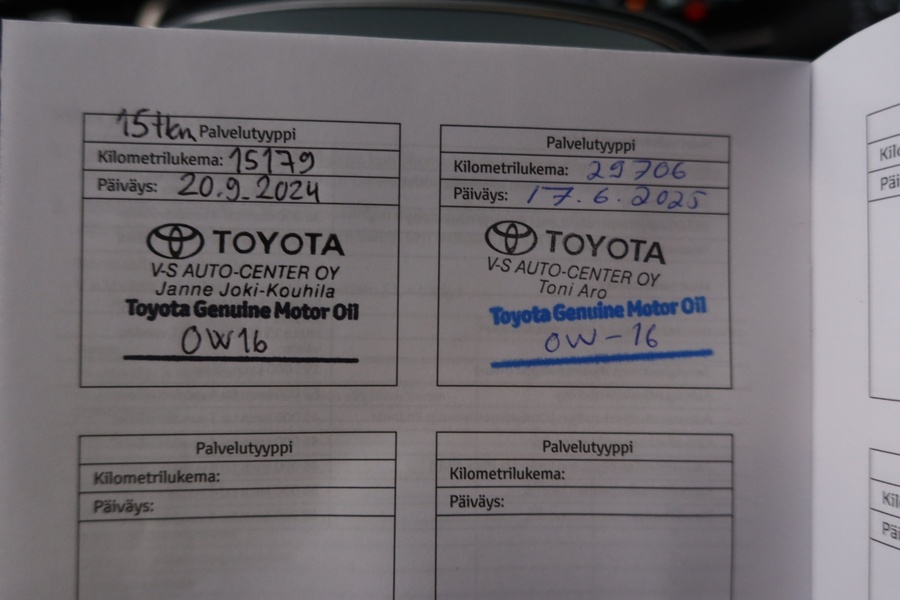 15tkm Palvelutyyppi
Kilometrilukema: 15179
Päiväys: 20.9.2024
TOYOTA
V-S AUTO-CENTER OY
Janne Joki-Kouhila
Toyota Genuine Motor Oil
0W16
Palvelutyyppi
Kilometrilukema: 29706
Päiväys: 17.6.2025
TOYOTA
V-S AUTO-CENTER OY
Toni Aro
Toyota Genuine Motor Oil
0W-16
Palvelutyyppi
Kilometrilukema:
Päiväys:
Palvelutyyppi
Kilometrilukema:
Päiväys: